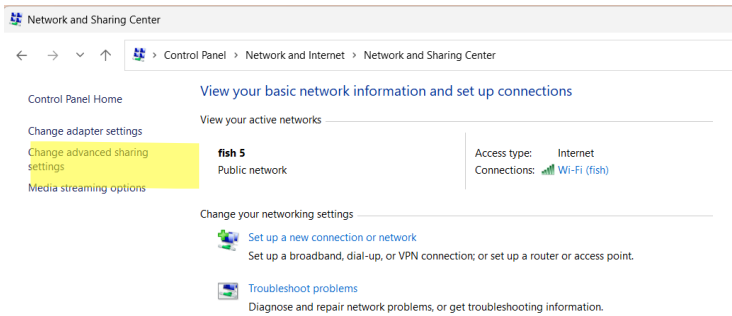 Network and Sharing Center
Control Panel > Network and Internet > Network and Sharing Center
Control Panel Home
Change adapter settings
Change advanced sharing
settings
Media streaming options
View your basic network information and set up connections
View your active networks
fish 5
Public network
Access type: Internet
Connections: Wi-Fi (fish)
Change your networking settings
Set up a new connection or network
Set up a broadband, dial-up, or VPN connection; or set up a router or access point.
Troubleshoot problems
Diagnose and repair network problems, or get troubleshooting information.